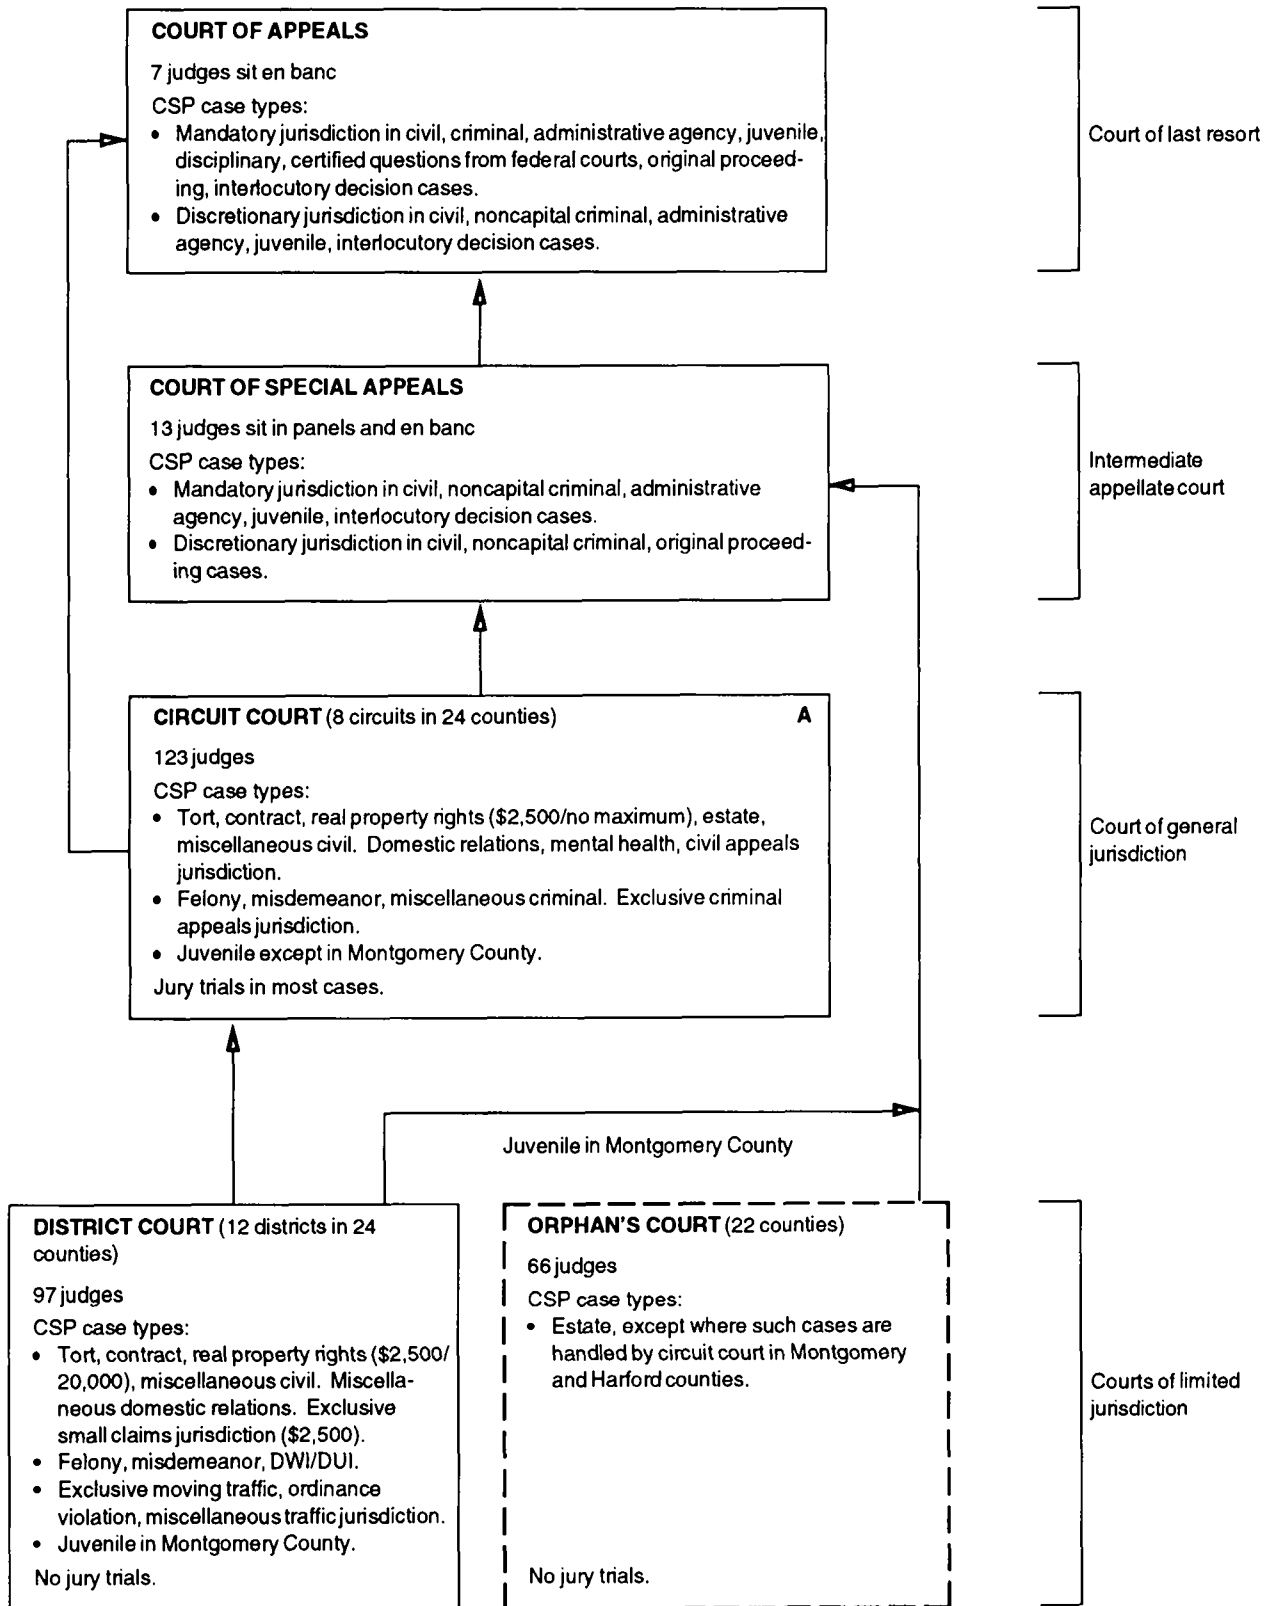 COURT OF APPEALS
7 judges sit en banc
CSP case types:
• Mandatory jurisdiction in civil, criminal, administrative agency, juvenile,
disciplinary, certified questions from federal courts, original proceed-
ing, interlocutory decision cases.
• Discretionary jurisdiction in civil, noncapital criminal, administrative
agency, juvenile, interlocutory decision cases.
Court of last resort
COURT OF SPECIAL APPEALS
13 judges sit in panels and en banc
CSP case types:
• Mandatory jurisdiction in civil, noncapital criminal, administrative
agency, juvenile, interlocutory decision cases.
• Discretionary jurisdiction in civil, noncapital criminal, original proceed-
ing cases.
Intermediate
appellate court
CIRCUIT COURT (8 circuits in 24 counties) A
123 judges
CSP case types:
• Tort, contract, real property rights ($2,500/no maximum), estate,
miscellaneous civil. Domestic relations, mental health, civil appeals
jurisdiction.
• Felony, misdemeanor, miscellaneous criminal. Exclusive criminal
appeals jurisdiction.
• Juvenile except in Montgomery County.
Jury trials in most cases.
Court of general
jurisdiction
Juvenile in Montgomery County
DISTRICT COURT (12 districts in 24
counties)
97 judges
CSP case types:
• Tort, contract, real property rights ($2,500/
20,000), miscellaneous civil. Miscella-
neous domestic relations. Exclusive
small claims jurisdiction ($2,500).
• Felony, misdemeanor, DWI/DUI.
• Exclusive moving traffic, ordinance
violation, miscellaneous traffic jurisdiction.
• Juvenile in Montgomery County.
No jury trials.
ORPHAN'S COURT (22 counties)
66 judges
CSP case types:
• Estate, except where such cases are
handled by circuit court in Montgomery
and Harford counties.
No jury trials.
Courts of limited
jurisdiction